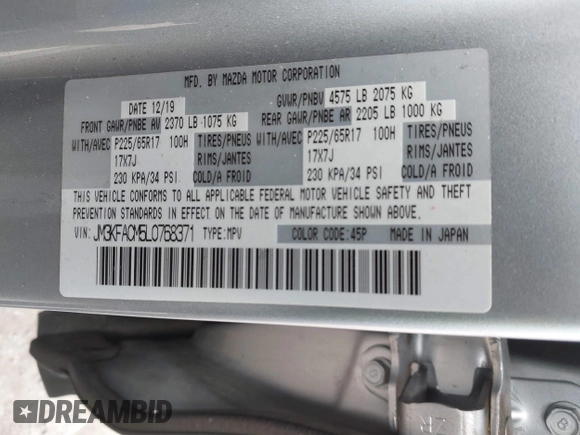 MFD. BY MAZDA MOTOR CORPORATION
DATE 12/19 GVWR/PNBV 4575 LB 2075 KG
FRONT GAWR/PNBE AV 2370 LB 1075 KG REAR GAWR/PNBE AR 2205 LB 1000 KG
WITH/AVEC P225/65R17 100H TIRES/PNEUS WITH/AVEC P225/65R17 100H TIRES/PNEUS
17X7J RIMS/JANTES 17X7J RIMS/JANTES
230 KPA/34 PSI COLD/A FROID 230 KPA/34 PSI COLD/A FROID
THIS VEHICLE CONFORMS TO ALL APPLICABLE FEDERAL MOTOR VEHICLE SAFETY AND THEFT
PREVENTION STANDARDS IN EFFECT ON THE DATE OF MANUFACTURE SHOWN ABOVE.
VIN: JM3KFACM5L0768371 TYPE:MPV COLOR CODE:45P MADE IN JAPAN
DREAMBID